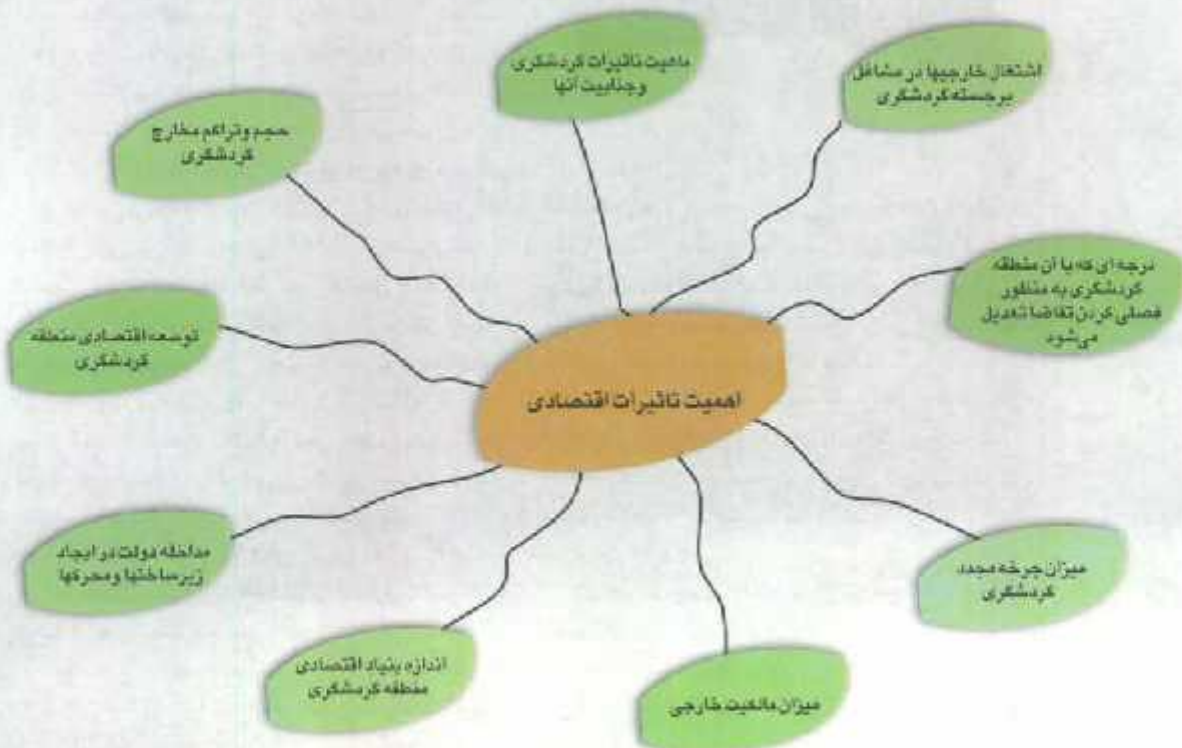 ماهیت تاثیرات گردشگری
وجذابیت آنها
اشتغال خارجیها در مشاغل
برجسته گردشگری
حجم وتراکم مخارج
گردشگری
درجه ای که با آن منطقه
گردشگری به منظور
فصلی کردن تقاضا تعدیل
می‌شود
توسعه اقتصادی منطقه
گردشگری
اهمیت تاثیرات اقتصادی
مداخله دولت در ایجاد
زیرساختها و محرکها
میزان چرخه مجدد
گردشگری
اندازه بنیاد اقتصادی
منطقه گردشگری
میزان مالکیت خارجی